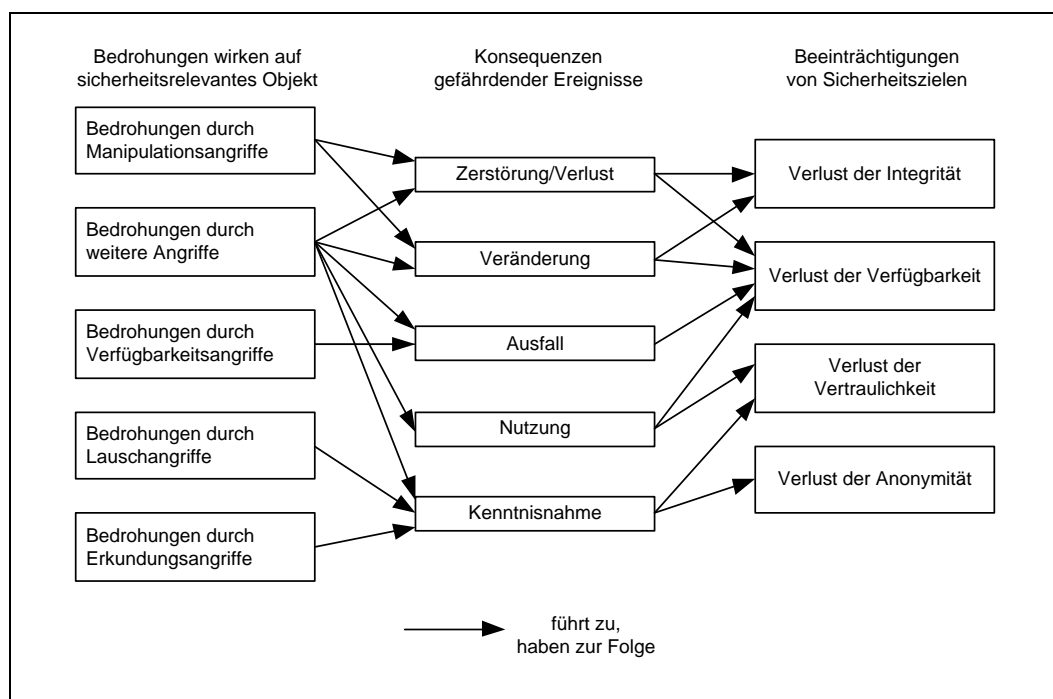 Bedrohungen wirken auf
sicherheitsrelevantes Objekt
Bedrohungen durch
Manipulationsangriffe
Bedrohungen durch
weitere Angriffe
Bedrohungen durch
Verfügbarkeitsangriffe
Bedrohungen durch
Lauschangriffe
Bedrohungen durch
Erkundungsangriffe
Konsequenzen
gefährdender Ereignisse
Zerstörung/Verlust
Veränderung
Ausfall
Nutzung
Kenntnisnahme
Beeinträchtigungen
von Sicherheitszielen
Verlust der Integrität
Verlust der Verfügbarkeit
Verlust der
Vertraulichkeit
Verlust der Anonymität
führt zu,
haben zur Folge